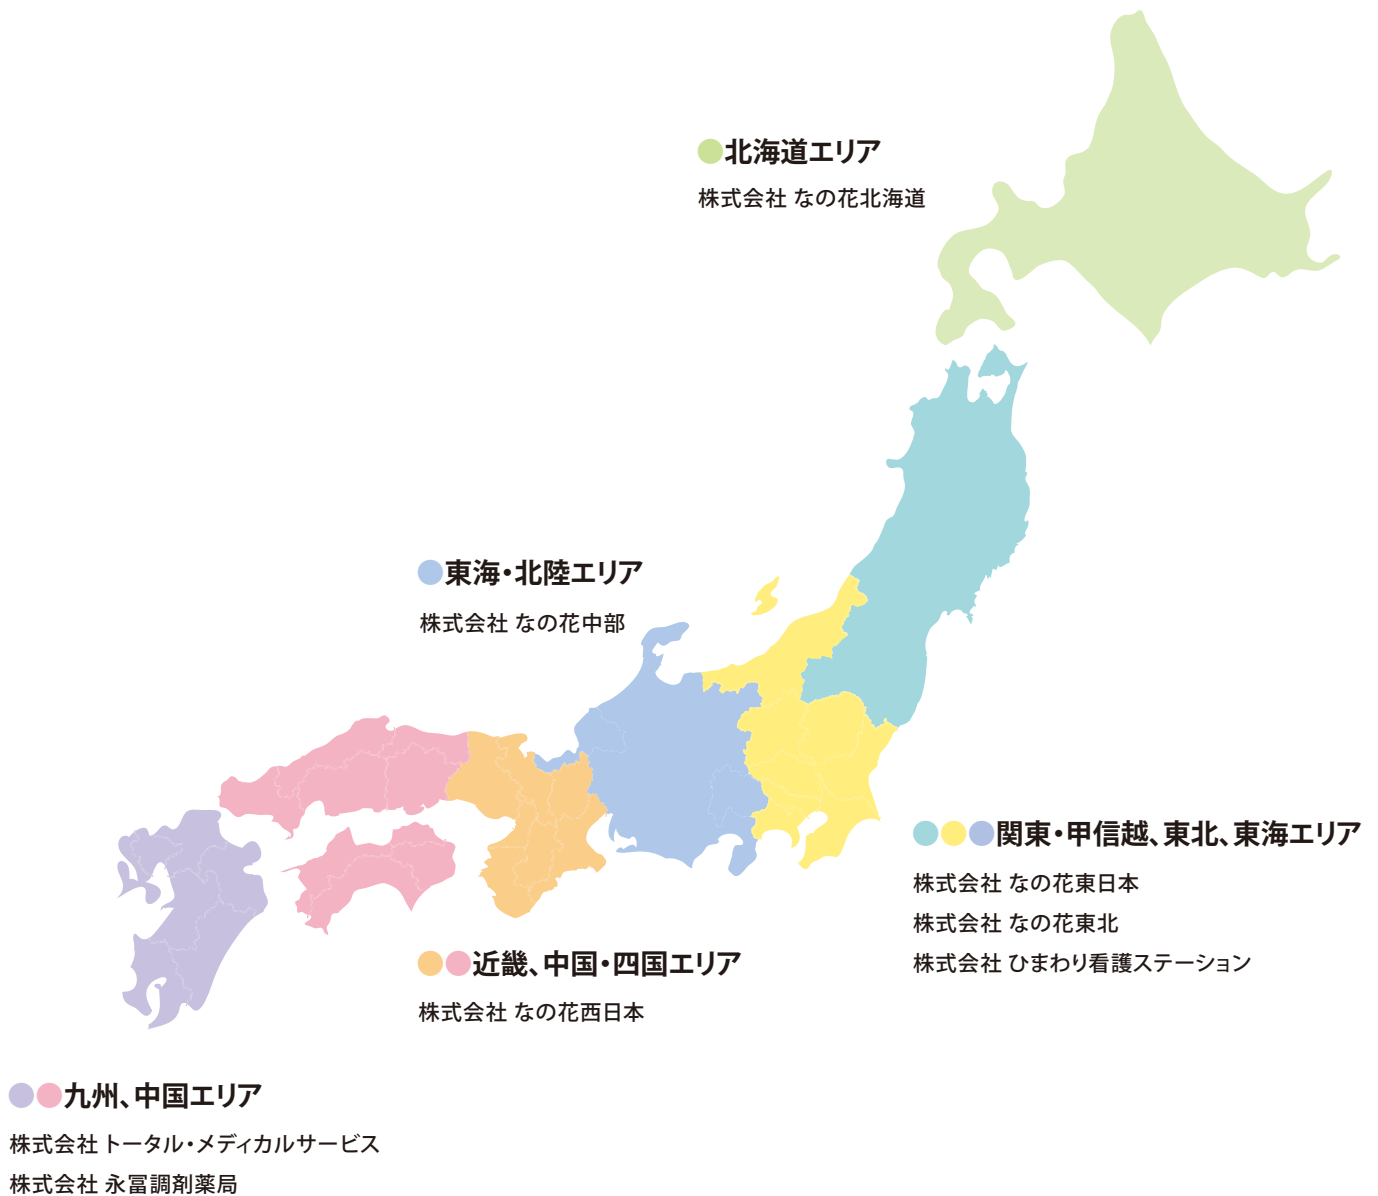 北海道エリア
株式会社 なの花北海道
東海・北陸エリア
株式会社 なの花中部
関東・甲信越、東北、東海エリア
株式会社 なの花東日本
株式会社 なの花東北
株式会社 ひまわり看護ステーション
近畿、中国・四国エリア
株式会社 なの花西日本
九州、中国エリア
株式会社 トータル・メディカルサービス
株式会社 永冨調剤薬局